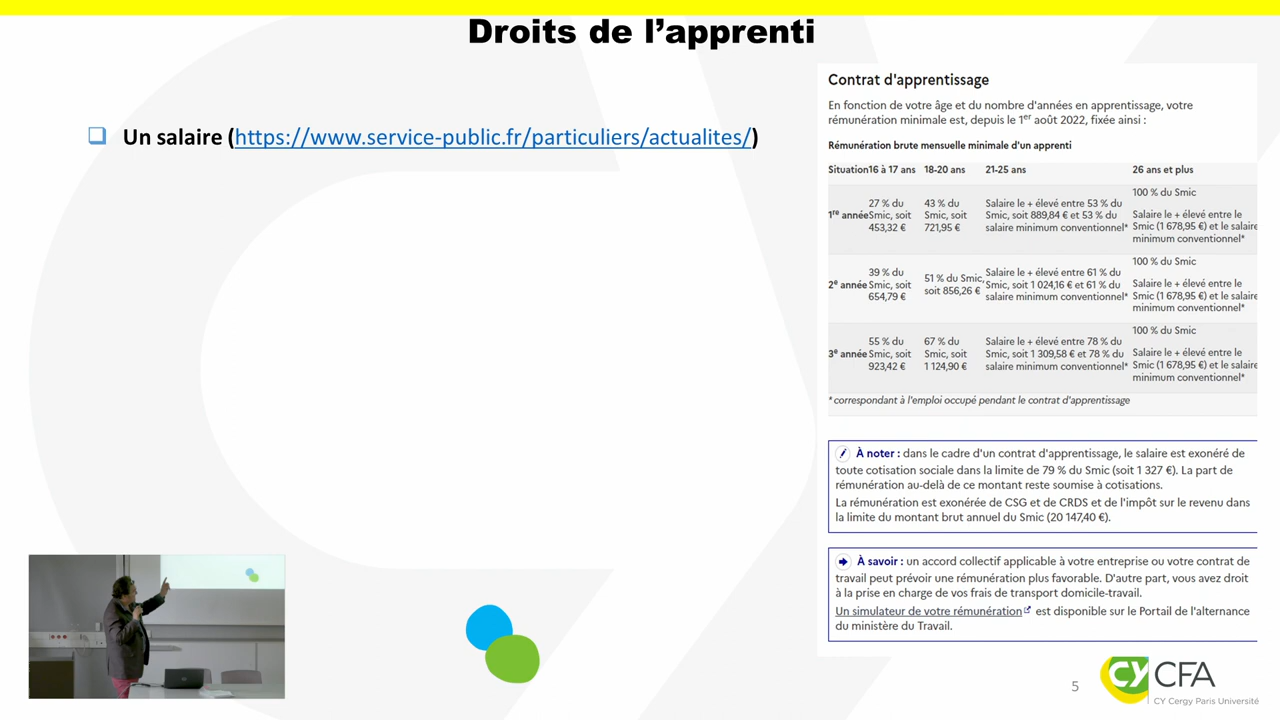 Droits de l'apprenti
Un salaire (https://www.service-public.fr/particuliers/actualites/)
Contrat d'apprentissage
En fonction de votre âge et du nombre d'années en apprentissage, votre
rémunération minimale est, depuis le 1er août 2022, fixée ainsi :
Rémunération brute mensuelle minimale d'un apprenti
Situation 16 à 17 ans 18-20 ans 21-25 ans 26 ans et plus
1re année
27 % du
Smic, soit
453,32 €
43 % du
Smic, soit
721,95 €
Salaire le + élevé entre 53 % du
Smic, soit 889,84 € et 53 % du
salaire minimum conventionnel*
100 % du Smic
Salaire le + élevé entre le
Smic (1 678,95 €) et le salaire
minimum conventionnel*
2e année
39 % du
Smic, soit
654,79 €
51 % du Smic,
soit 856,26 €
Salaire le + élevé entre 61 % du
Smic, soit 1 024,16 € et 61 % du
salaire minimum conventionnel*
100 % du Smic
Salaire le + élevé entre le
Smic (1 678,95 €) et le salaire
minimum conventionnel*
3e année
55 % du
Smic, soit
923,42 €
67 % du
Smic, soit
1 124,90 €
Salaire le + élevé entre 78 % du
Smic, soit 1 309,58 € et 78 % du
salaire minimum conventionnel*
100 % du Smic
Salaire le + élevé entre le
Smic (1 678,95 €) et le salaire
minimum conventionnel*
* correspondant à l'emploi occupé pendant le contrat d'apprentissage
À noter : dans le cadre d'un contrat d'apprentissage, le salaire est exonéré de
toute cotisation sociale dans la limite de 79 % du Smic (soit 1 327 €). La part de
rémunération au-delà de ce montant reste soumise à cotisations.
La rémunération est exonérée de CSG et de CRDS et de l'impôt sur le revenu dans
la limite du montant brut annuel du Smic (20 147,40 €).
À savoir : un accord collectif applicable à votre entreprise ou votre contrat de
travail peut prévoir une rémunération plus favorable. D'autre part, vous avez droit
à la prise en charge de vos frais de transport domicile-travail.
Un simulateur de votre rémunération est disponible sur le Portail de l'alternance
du ministère du Travail.
5
CY CFA
CY Cergy Paris Université